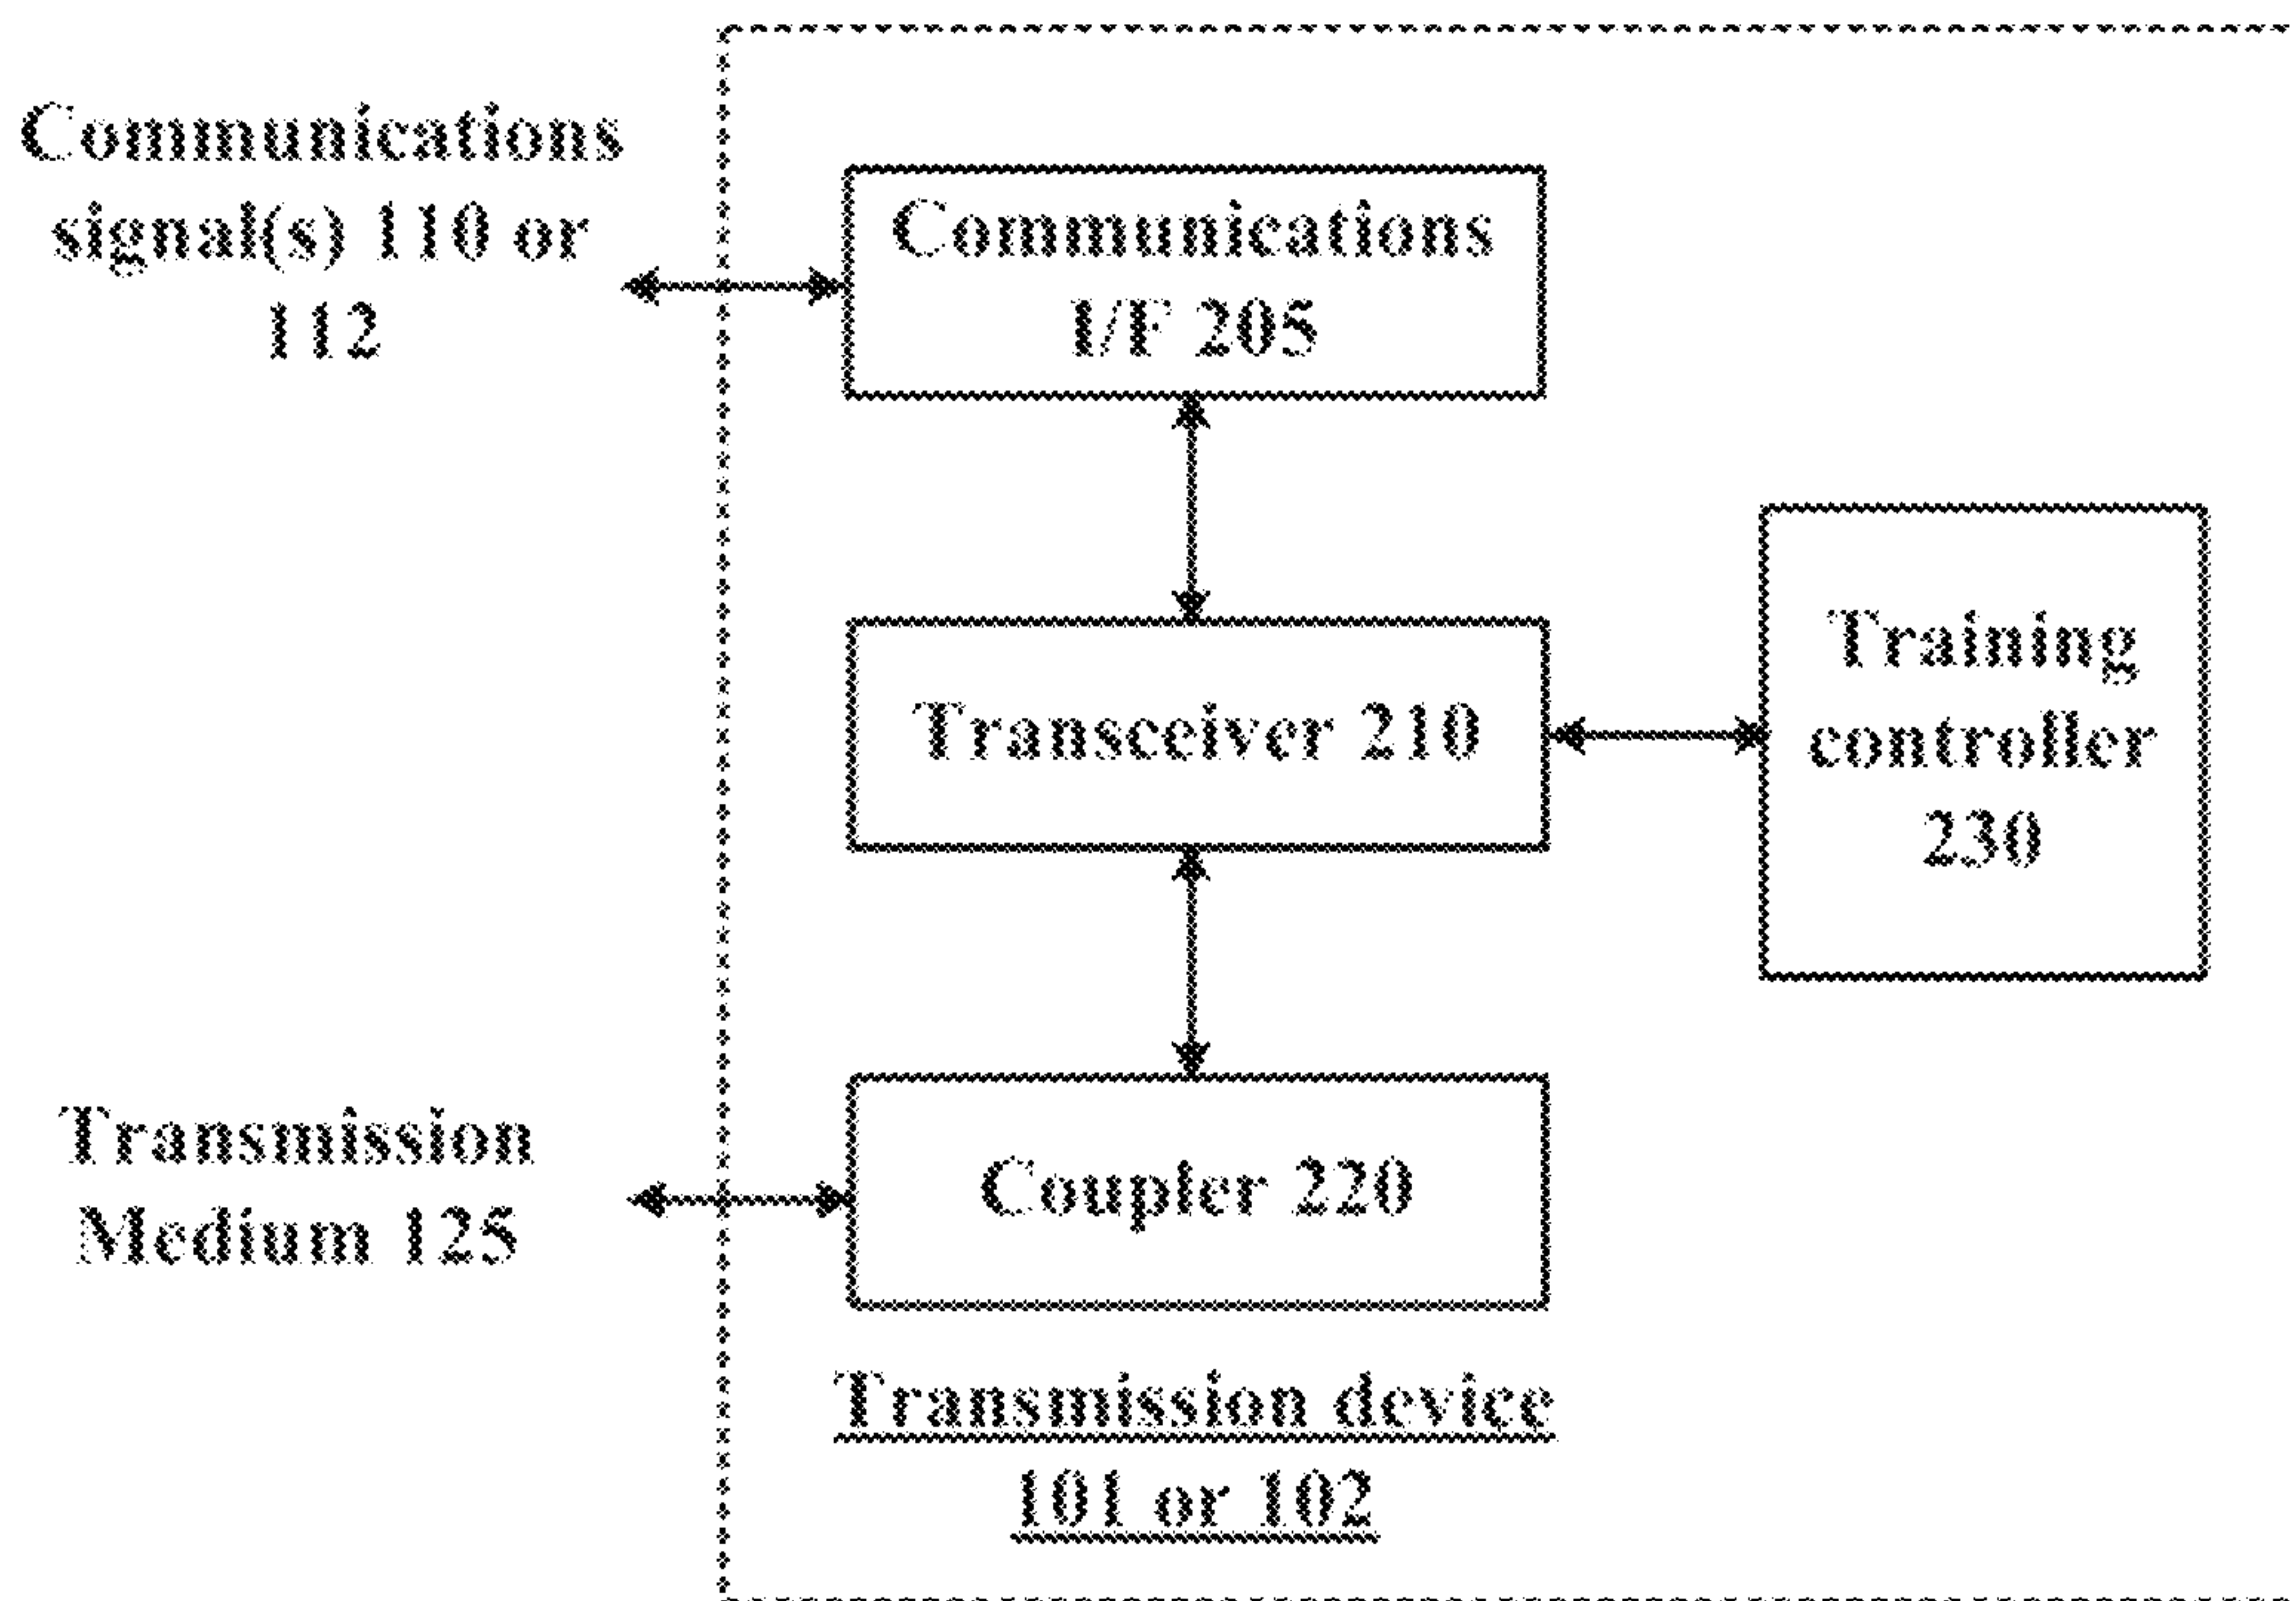 Communications
signal(s) 110 or
112
Communications
I/F 205
Transceiver 210
Training
controller
230
Coupler 220
Transmission
Medium 125
Transmission device
101 or 102